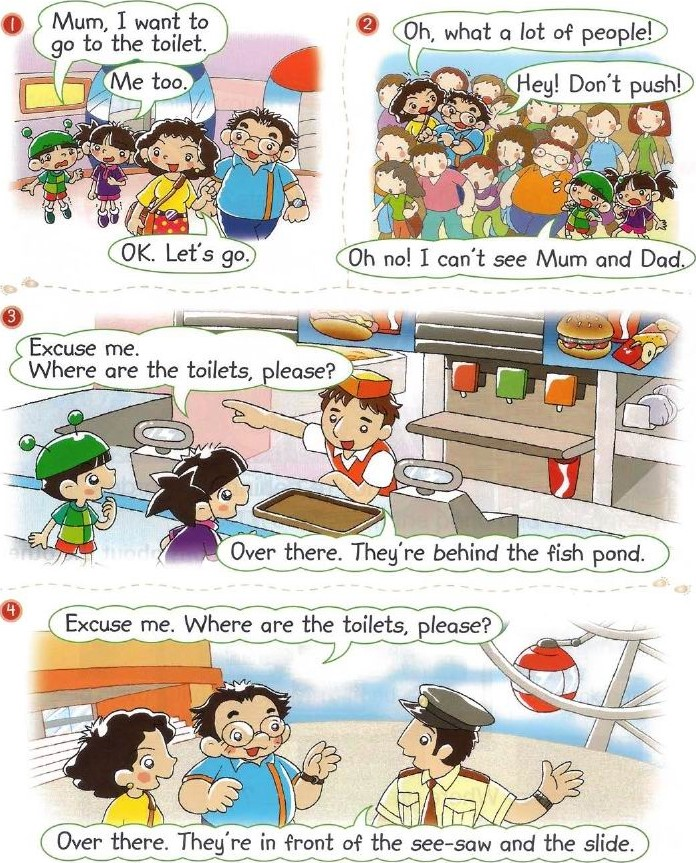 1
Mum, I want to
go to the toilet.
Me too.
OK. Let's go.
2
Oh, what a lot of people!
Hey! Don't push!
Oh no! I can't see Mum and Dad.
3
Excuse me.
Where are the toilets, please?
Over there. They're behind the fish pond.
4
Excuse me. Where are the toilets, please?
Over there. They're in front of the see-saw and the slide.